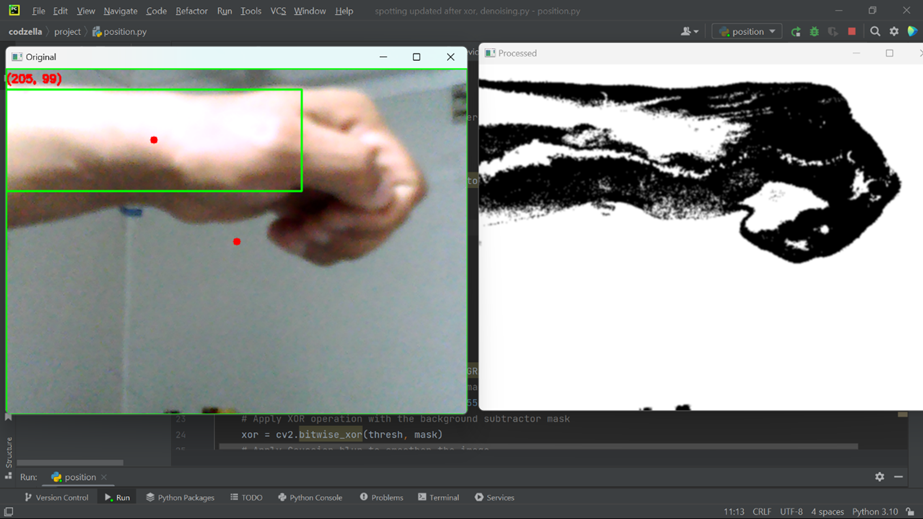 File Edit View Navigate Code Refactor Run Tools VCS Window Help spotting updated after xor, denoising.py - position.py
codzella project position.py position
Original Processed
(205, 99)
23 # Apply XOR operation with the background subtractor mask
24 xor = cv2.bitwise_xor(thresh, mask)
Structure
Run: position
Version Control Run Python Packages TODO Python Console Problems Terminal Services
11:13 CRLF UTF-8 4 spaces Python 3.10